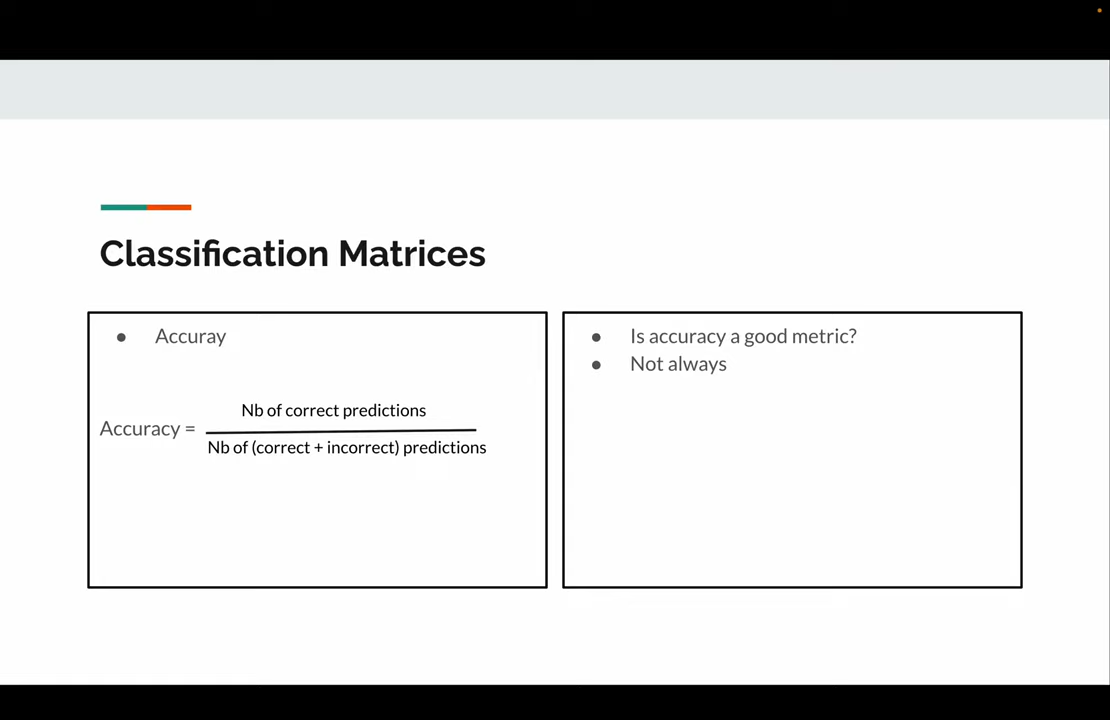 Classification Matrices
● Accuray
Accuracy =
Nb of correct predictions
Nb of (correct + incorrect) predictions
● Is accuracy a good metric?
● Not always